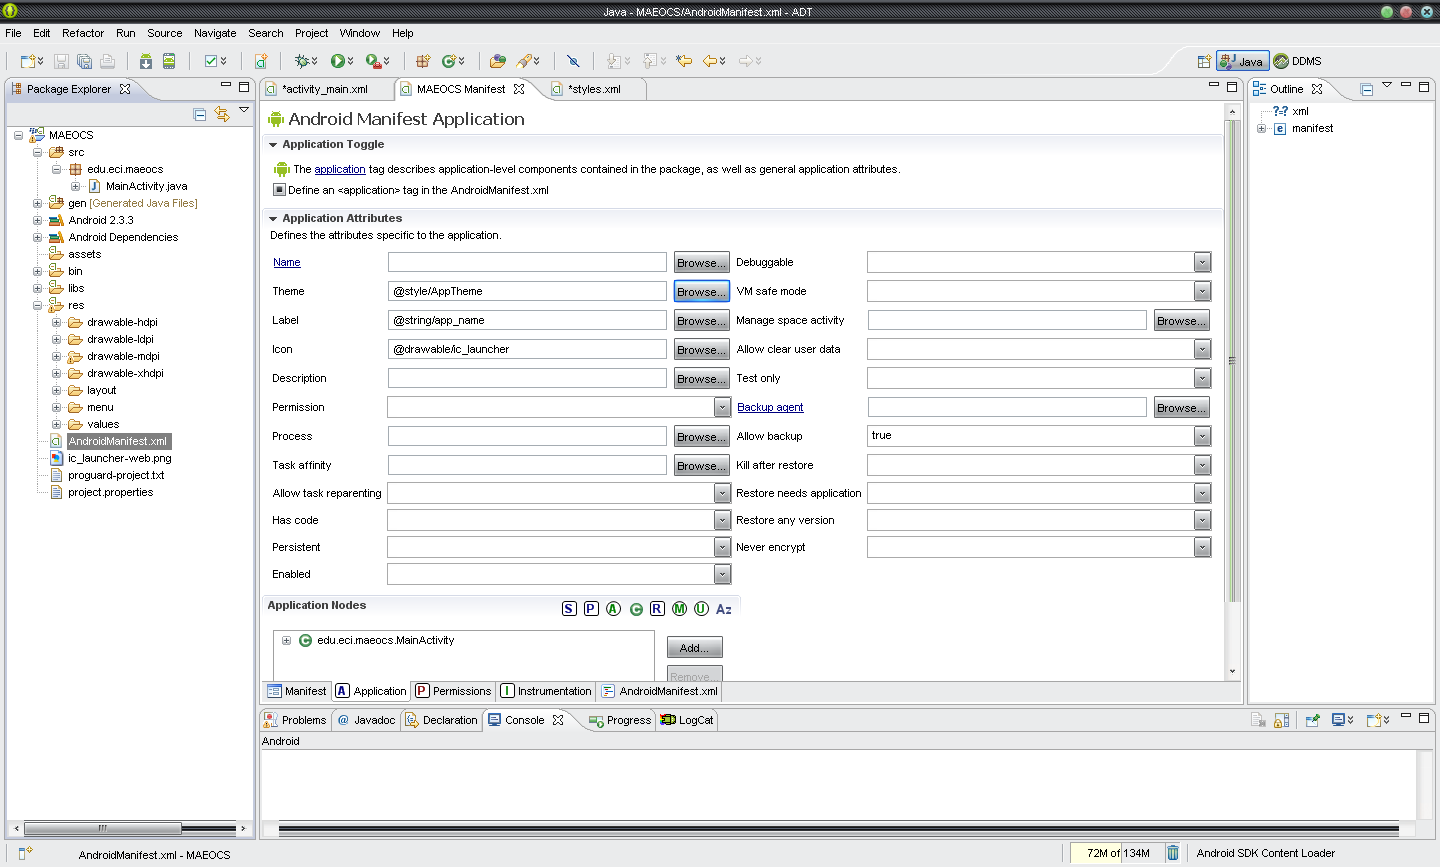 Java - MAEOCS/AndroidManifest.xml - ADT
File Edit Refactor Run Source Navigate Search Project Window Help
Java DDMS
Package Explorer
MAEOCS
src
edu.eci.maeocs
MainActivity.java
gen [Generated Java Files]
Android 2.3.3
Android Dependencies
assets
bin
libs
res
drawable-hdpi
drawable-ldpi
drawable-mdpi
drawable-xhdpi
layout
menu
values
AndroidManifest.xml
ic_launcher-web.png
proguard-project.txt
project.properties
*activity_main.xml MAEOCS Manifest *styles.xml
Android Manifest Application
Application Toggle
The application tag describes application-level components contained in the package, as well as general application attributes.
Define an <application> tag in the AndroidManifest.xml
Application Attributes
Defines the attributes specific to the application.
Name Browse... Debuggable
Theme @style/AppTheme Browse... VM safe mode
Label @string/app_name Browse... Manage space activity Browse...
Icon @drawable/ic_launcher Browse... Allow clear user data
Description Browse... Test only
Permission Backup agent Browse...
Process Browse... Allow backup true
Task affinity Browse... Kill after restore
Allow task reparenting Restore needs application
Has code Restore any version
Persistent Never encrypt
Enabled
Application Nodes S P A C R M U Az
C edu.eci.maeocs.MainActivity
Add...
Remove...
Manifest A Application P Permissions I Instrumentation AndroidManifest.xml
Outline
?=? xml
e manifest
Problems @ Javadoc Declaration Console Progress LogCat
Android
AndroidManifest.xml - MAEOCS
72M of 134M
Android SDK Content Loader